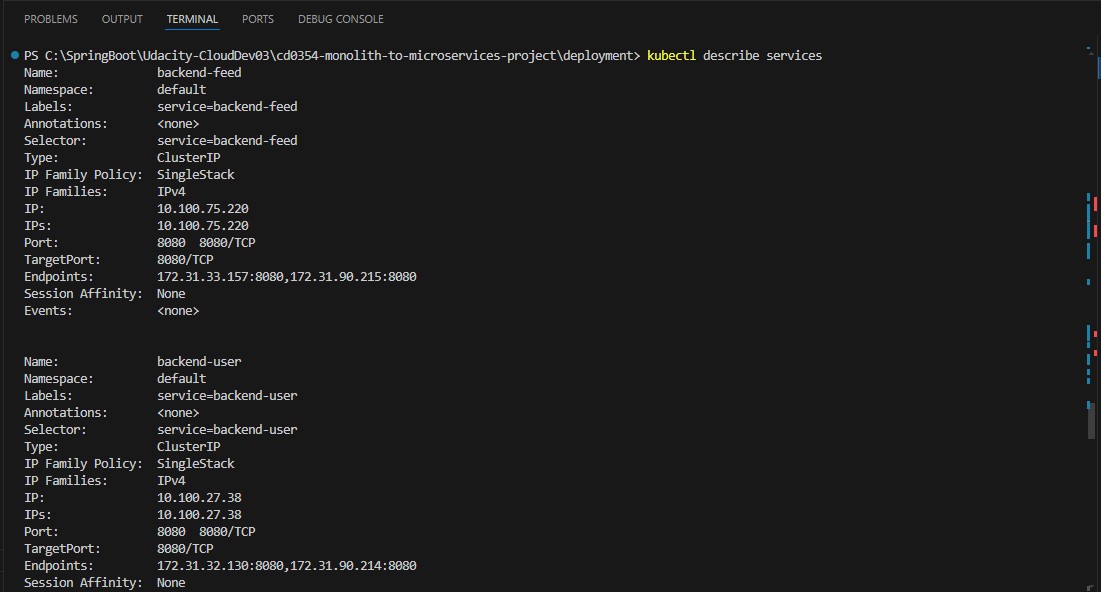 PROBLEMS OUTPUT TERMINAL PORTS DEBUG CONSOLE
PS C:\SpringBoot\Udacity-CloudDev03\cd0354-monolith-to-microservices-project\deployment> kubectl describe services
Name: backend-feed
Namespace: default
Labels: service=backend-feed
Annotations: <none>
Selector: service=backend-feed
Type: ClusterIP
IP Family Policy: SingleStack
IP Families: IPv4
IP: 10.100.75.220
IPs: 10.100.75.220
Port: 8080 8080/TCP
TargetPort: 8080/TCP
Endpoints: 172.31.33.157:8080,172.31.90.215:8080
Session Affinity: None
Events: <none>
Name: backend-user
Namespace: default
Labels: service=backend-user
Annotations: <none>
Selector: service=backend-user
Type: ClusterIP
IP Family Policy: SingleStack
IP Families: IPv4
IP: 10.100.27.38
IPs: 10.100.27.38
Port: 8080 8080/TCP
TargetPort: 8080/TCP
Endpoints: 172.31.32.130:8080,172.31.90.214:8080
Session Affinity: None